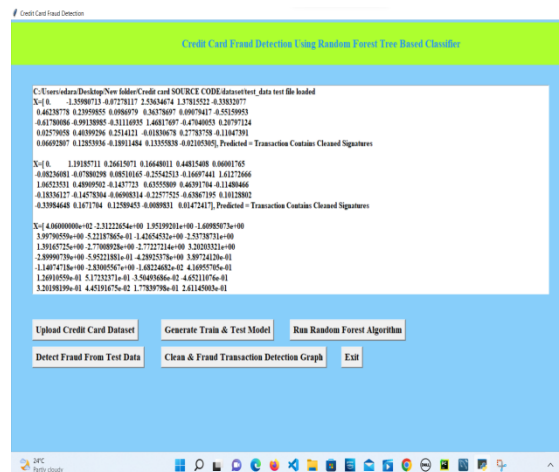 Credit Card Fraud Detection
Credit Card Fraud Detection Using Random Forest Tree Based Classifier
C:/Users/edara/Desktop/New folder/Credit card SOURCE CODE/dataset/test_data test file loaded
X=[ 0. -1.35980713 -0.07278117 2.53634674 1.37815522 -0.33832077
0.46238778 0.23959855 0.0986979 0.36378697 0.09079417 -0.55159953
-0.61780086 -0.99138985 -0.31116935 1.46817697 -0.47040053 0.20797124
0.02579058 0.40399296 0.2514121 -0.01830678 0.27783758 -0.11047391
0.06692807 0.12853936 -0.18911484 0.13355838 -0.02105305], Predicted = Transaction Contains Cleaned Signatures
X=[ 0. 1.19185711 0.26615071 0.16648011 0.44815408 0.06001765
-0.08236081 -0.07880298 0.08510165 -0.25542513 -0.16697441 1.61272666
1.06523531 0.48909502 -0.1437723 0.63555809 0.46391704 -0.11480466
-0.18336127 -0.14578304 -0.06908314 -0.22577525 -0.63867195 0.10128802
-0.33984648 0.1671704 0.12589453 -0.0089831 0.01472417], Predicted = Transaction Contains Cleaned Signatures
X=[ 4.06000000e+02 -2.31222654e+00 1.95199201e+00 -1.60985073e+00
3.99790559e+00 -5.22187865e-01 -1.42654532e+00 -2.53738731e+00
1.39165725e+00 -2.77008928e+00 -2.77227214e+00 3.20203321e+00
-2.89990739e+00 -5.95221881e-01 -4.28925378e+00 3.89724120e-01
-1.14074718e+00 -2.83005567e+00 -1.68224682e-02 4.16955705e-01
1.26910559e-01 5.17232371e-01 -3.50493686e-02 -4.65211076e-01
3.20198199e-01 4.45191675e-02 1.77839798e-01 2.61145003e-01
Upload Credit Card Dataset
Generate Train & Test Model
Run Random Forest Algorithm
Detect Fraud From Test Data
Clean & Fraud Transaction Detection Graph
Exit
24°C
Partly cloudy